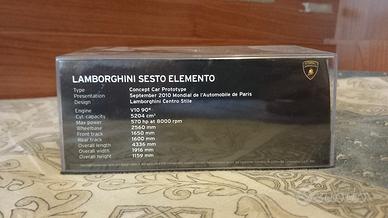 LAMBORGHINI SESTO ELEMENTO
Type Concept Car Prototype
Presentation September 2010 Mondial de l'Automobile de Paris
Design Lamborghini Centro Stile
Engine V10 90°
Cyl. capacity 5204 cm³
Max power 570 hp at 8000 rpm
Wheelbase 2560 mm
Front track 1650 mm
Rear track 1600 mm
Overall length 4336 mm
Overall width 1916 mm
Overall height 1159 mm